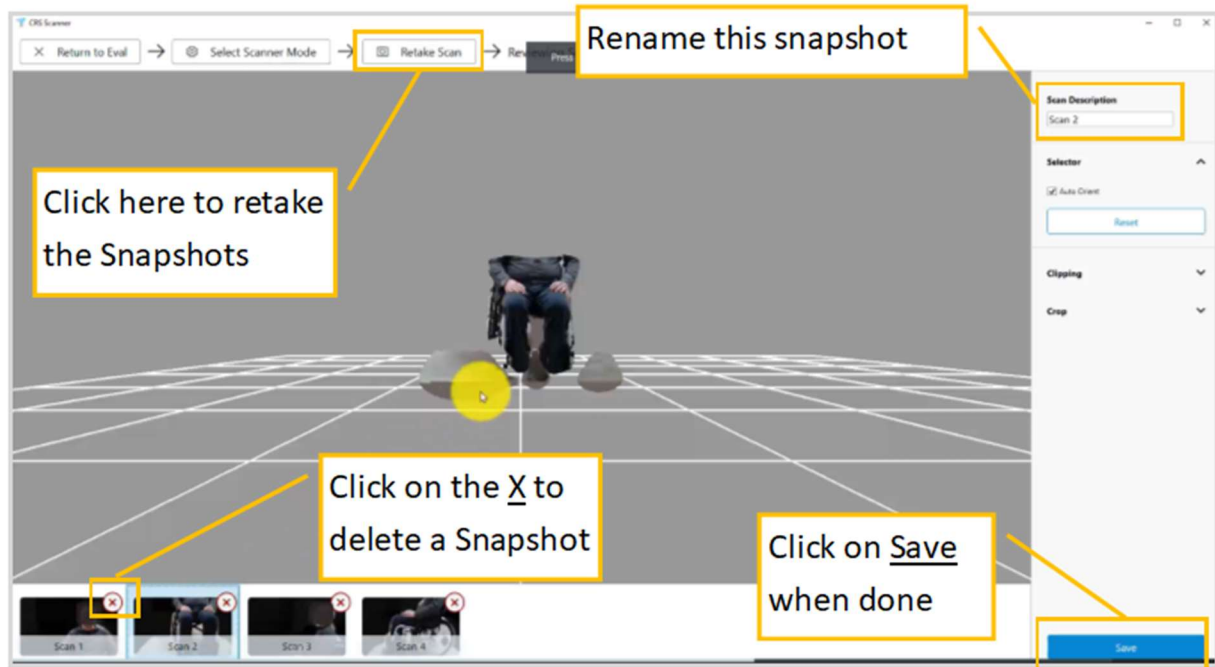 CRS Scanner
Return to Eval
Select Scanner Mode
Retake Scan
Press
Rename this snapshot
Scan Description
Scan 2
Selector
Auto Orient
Reset
Clipping
Crop
Click here to retake
the Snapshots
Click on the X to
delete a Snapshot
Click on Save
when done
Scan 1
Scan 2
Scan 3
Scan 4
Save